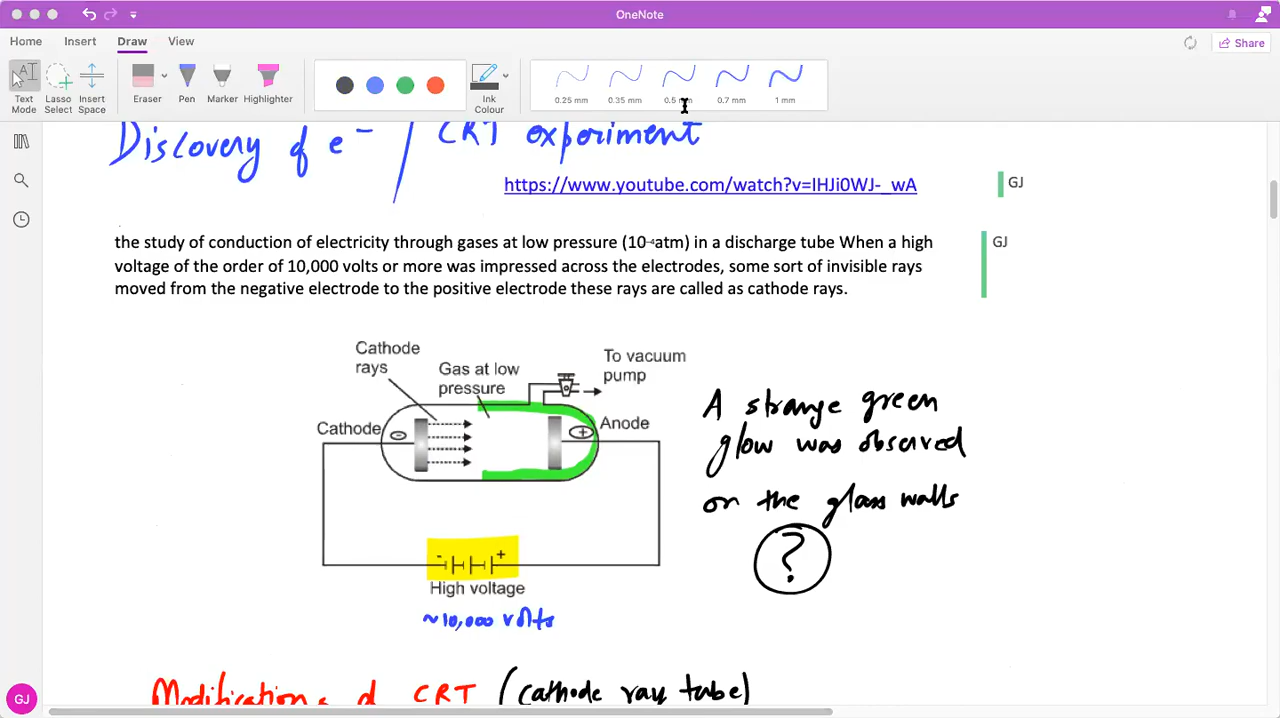 OneNote
Home Insert Draw View
Share
Text Mode
Lasso Select
Insert Space
Eraser
Pen
Marker
Highlighter
Ink Colour
0.25 mm 0.35 mm 0.5 mm 0.7 mm 1 mm
Discovery of e⁻ / CRT experiment
https://www.youtube.com/watch?v=IHJi0WJ-_wA
GJ
the study of conduction of electricity through gases at low pressure (10⁻⁴atm) in a discharge tube When a high
voltage of the order of 10,000 volts or more was impressed across the electrodes, some sort of invisible rays
moved from the negative electrode to the positive electrode these rays are called as cathode rays.
GJ
Cathode rays
Gas at low pressure
To vacuum pump
Cathode
-
+
Anode
A strange green
glow was observed
on the glass walls
?
- +
High voltage
~10,000 volts
Modifications of CRT (cathode ray tube)
GJ